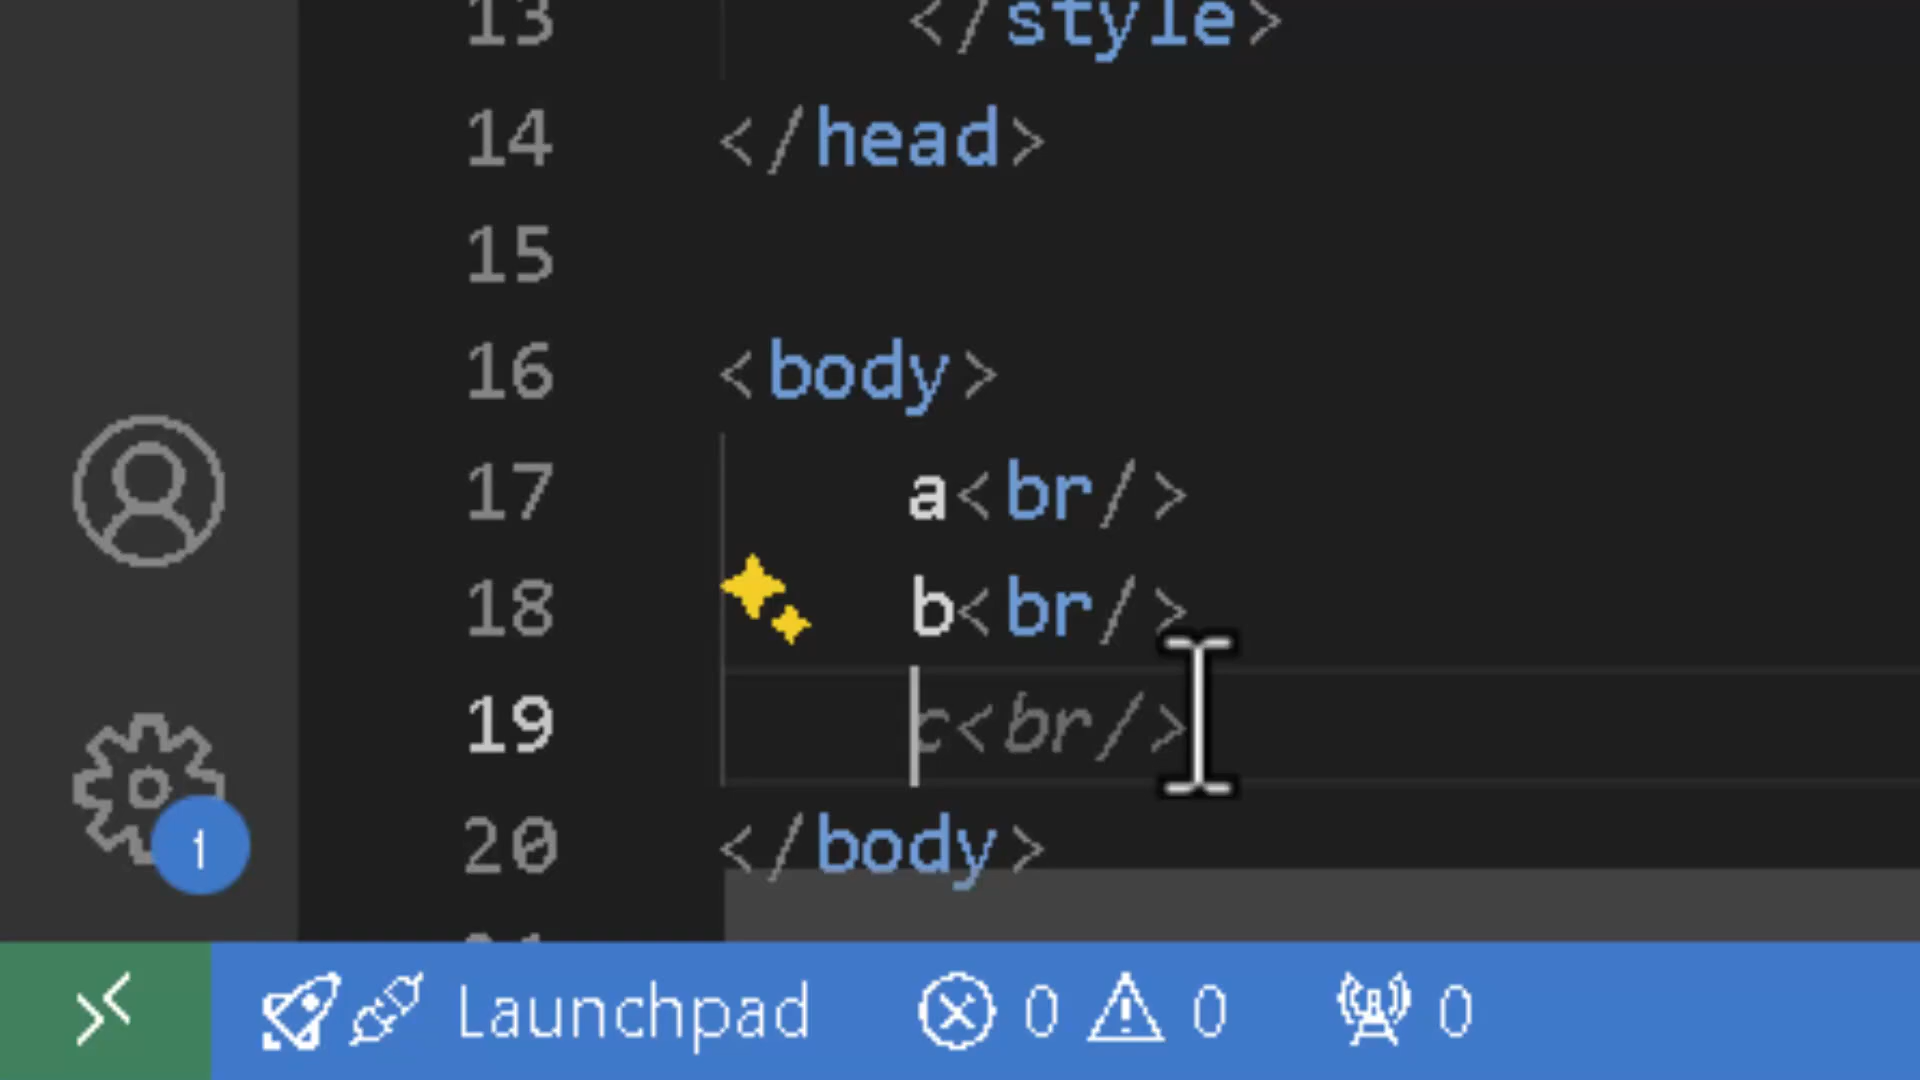 13 </style>
14 </head>
15
16 <body>
17 a<br/>
18 b<br/>
19 c<br/>
20 </body>
1
Launchpad 0 0 0